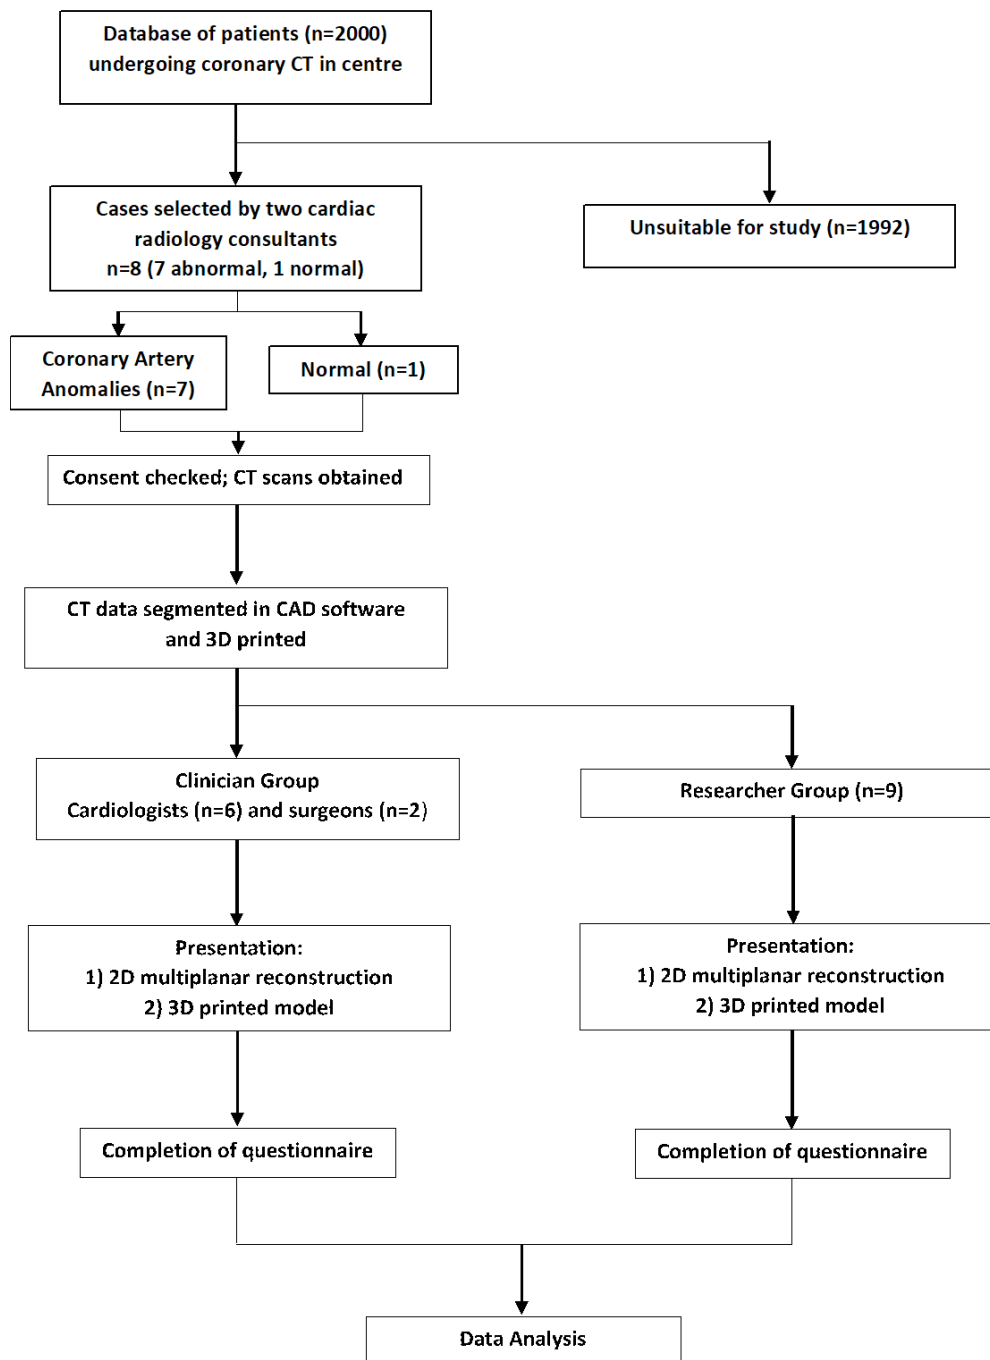 Database of patients (n=2000)
undergoing coronary CT in centre
Cases selected by two cardiac
radiology consultants
n=8 (7 abnormal, 1 normal)
Unsuitable for study (n=1992)
Coronary Artery
Anomalies (n=7)
Normal (n=1)
Consent checked; CT scans obtained
CT data segmented in CAD software
and 3D printed
Clinician Group
Cardiologists (n=6) and surgeons (n=2)
Researcher Group (n=9)
Presentation:
1) 2D multiplanar reconstruction
2) 3D printed model
Presentation:
1) 2D multiplanar reconstruction
2) 3D printed model
Completion of questionnaire
Completion of questionnaire
Data Analysis